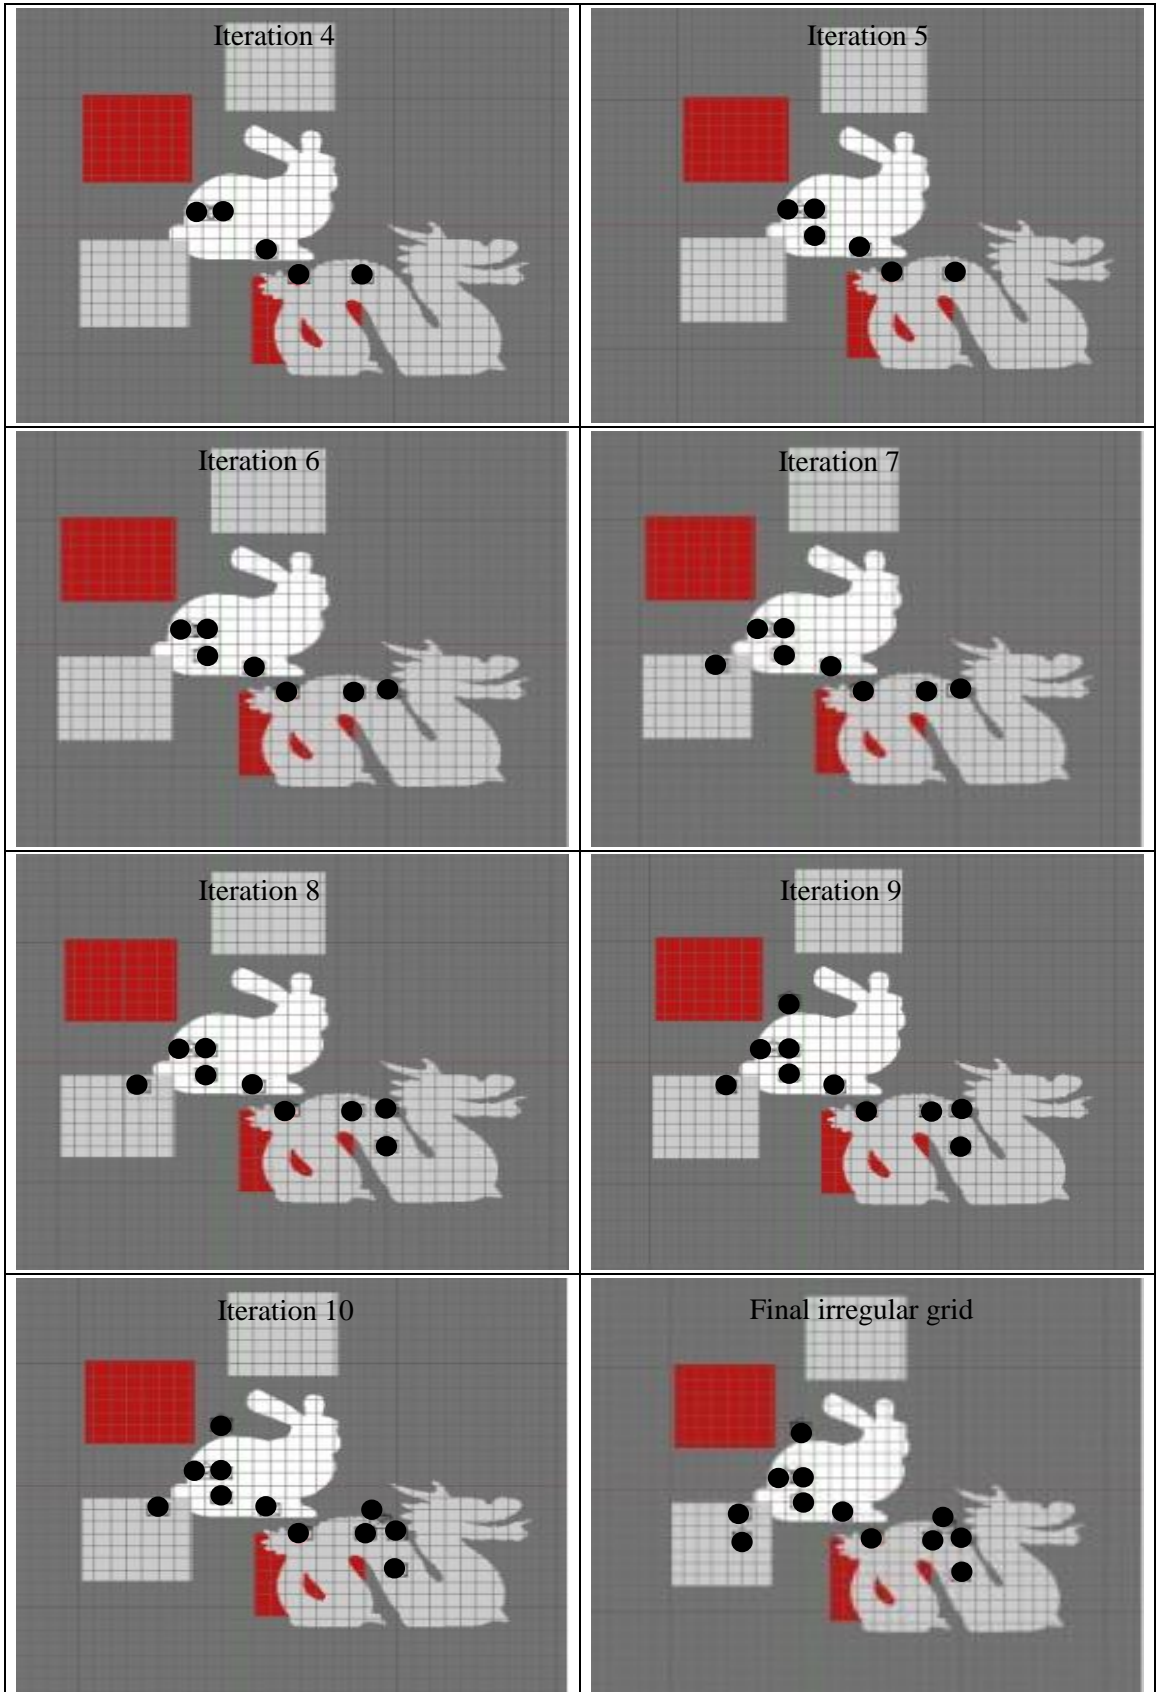 Iteration 4
Iteration 5
Iteration 6
Iteration 7
Iteration 8
Iteration 9
Iteration 10
Final irregular grid